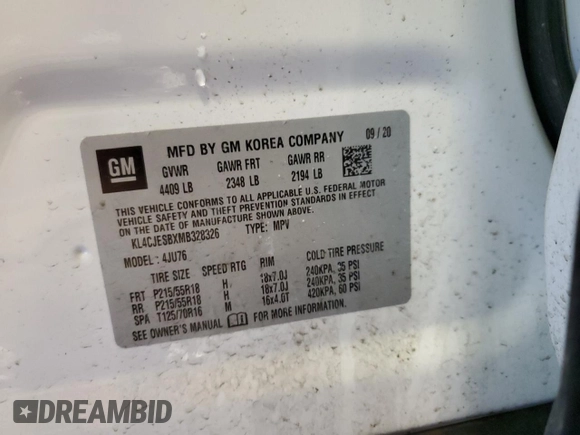 GM
MFD BY GM KOREA COMPANY 09 / 20
GVWR GAWR FRT GAWR RR
4409 LB 2348 LB 2194 LB
THIS VEHICLE CONFORMS TO ALL APPLICABLE U.S. FEDERAL MOTOR
VEHICLE SAFETY AND THEFT PREVENTION STANDARDS IN EFFECT ON THE
DATE OF MANUFACTURE SHOWN ABOVE.
KL4CJESBXMB328326 TYPE: MPV
MODEL: 4JU76
TIRE SIZE SPEED RTG RIM COLD TIRE PRESSURE
FRT P215/55R18 H 18x7.0J 240KPA, 35 PSI
RR P215/55R18 H 18x7.0J 240KPA, 35 PSI
SPA T125/70R16 M 16x4.0T 420KPA, 60 PSI
SEE OWNER'S MANUAL FOR MORE INFORMATION.
DREAMBID